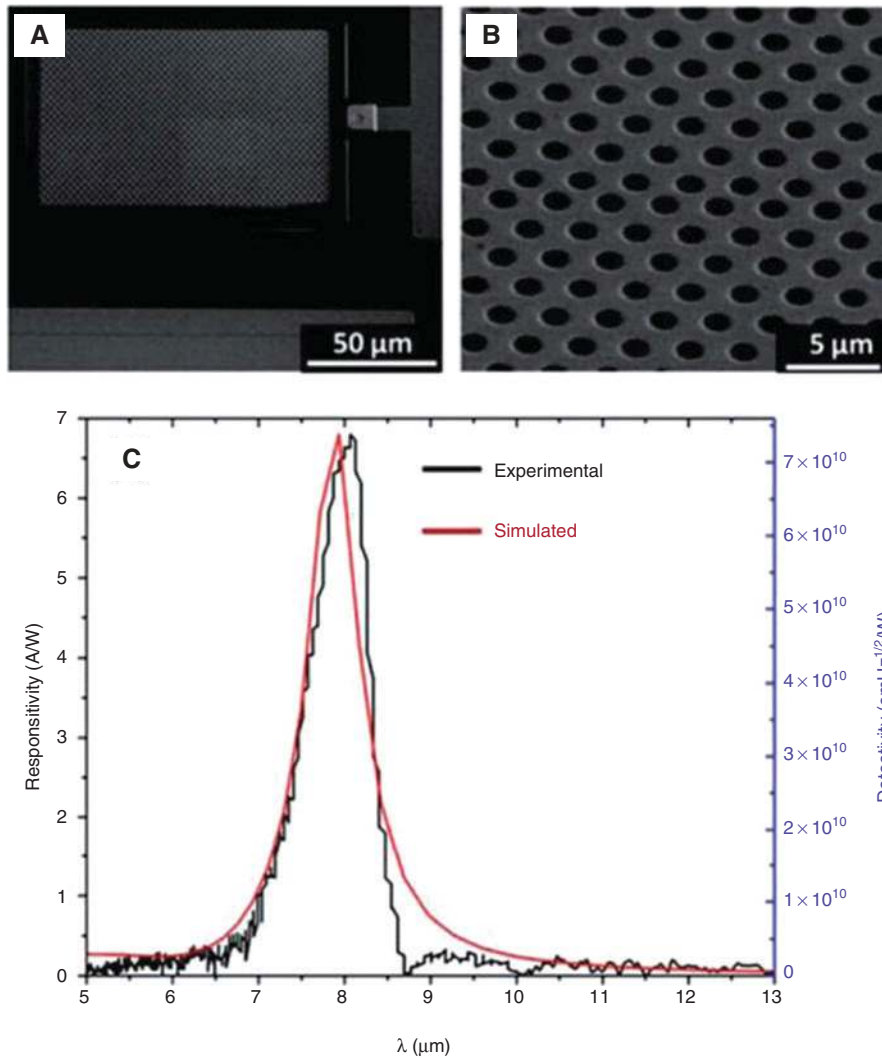 A
B
50 μm
5 μm
C
Experimental
Simulated
7
6
5
4
3
2
1
0
Responsitivity (A/W)
7×10¹⁰
6×10¹⁰
5×10¹⁰
4×10¹⁰
3×10¹⁰
2×10¹⁰
1×10¹⁰
0
5 6 7 8 9 10 11 12 13
λ (μm)